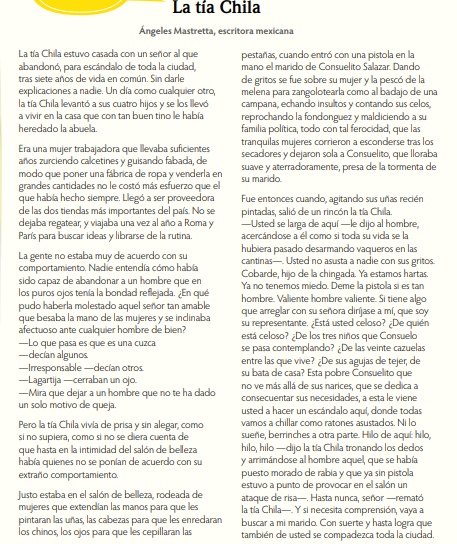 La tía Chila
Ángeles Mastretta, escritora mexicana
La tía Chila estuvo casada con un señor al que
abandonó, para escándalo de toda la ciudad,
tras siete años de vida en común. Sin darle
explicaciones a nadie. Un día como cualquier otro,
la tía Chila levantó a sus cuatro hijos y se los llevó
a vivir en la casa que con tan buen tino le había
heredado la abuela.
Era una mujer trabajadora que llevaba suficientes
años zurciendo calcetines y guisando fabada, de
modo que poner una fábrica de ropa y venderla en
grandes cantidades no le costó más esfuerzo que el
que había hecho siempre. Llegó a ser proveedora
de las dos tiendas más importantes del país. No se
dejaba regatear, y viajaba una vez al año a Roma y
París para buscar ideas y librarse de la rutina.
La gente no estaba muy de acuerdo con su
comportamiento. Nadie entendía cómo había
sido capaz de abandonar a un hombre que en
los puros ojos tenía la bondad reflejada. ¿En qué
pudo haberla molestado aquel señor tan amable
que besaba la mano de las mujeres y se inclinaba
afectuoso ante cualquier hombre de bien?
—Lo que pasa es que es una cuzca
—decían algunos.
—Irresponsable —decían otros.
—Lagartija —cerraban un ojo.
—Mira que dejar a un hombre que no te ha dado
un solo motivo de queja.
Pero la tía Chila vivía de prisa y sin alegar, como
si no supiera, como si no se diera cuenta de
que hasta en la intimidad del salón de belleza
había quienes no se ponían de acuerdo con su
extraño comportamiento.
Justo estaba en el salón de belleza, rodeada de
mujeres que extendían las manos para que les
pintaran las uñas, las cabezas para que les enredaran
los chinos, los ojos para que les cepillaran las
pestañas, cuando entró con una pistola en la
mano el marido de Consuelito Salazar. Dando
de gritos se fue sobre su mujer y la pescó de la
melena para zangolotearla como al badajo de una
campana, echando insultos y contando sus celos,
reprochando la fondonguez y maldiciendo a su
familia política, todo con tal ferocidad, que las
tranquilas mujeres corrieron a esconderse tras los
secadores y dejaron sola a Consuelito, que lloraba
suave y aterradoramente, presa de la tormenta de
su marido.
Fue entonces cuando, agitando sus uñas recién
pintadas, salió de un rincón la tía Chila.
—Usted se larga de aquí —le dijo al hombre,
acercándose a él como si toda su vida se la
hubiera pasado desarmando vaqueros en las
cantinas—. Usted no asusta a nadie con sus gritos.
Cobarde, hijo de la chingada. Ya estamos hartas.
Ya no tenemos miedo. Deme la pistola si es tan
hombre. Valiente hombre valiente. Si tiene algo
que arreglar con su señora diríjase a mí, que soy
su representante. ¿Está usted celoso? ¿De quién
está celoso? ¿De los tres niños que Consuelo
se pasa contemplando? ¿De las veinte cazuelas
entre las que vive? ¿De sus agujas de tejer, de
su bata de casa? Esta pobre Consuelito que
no ve más allá de sus narices, que se dedica a
consecuentar sus necedades, a esta le viene
usted a hacer un escándalo aquí, donde todas
vamos a chillar como ratones asustados. Ni lo
sueñe, berrinches a otra parte. Hilo de aquí: hilo,
hilo, hilo —dijo la tía Chila tronando los dedos
y arrimándose al hombre aquel, que se había
puesto morado de rabia y que ya sin pistola
estuvo a punto de provocar en el salón un
ataque de risa—. Hasta nunca, señor —remató
la tía Chila—. Y si necesita comprensión, vaya a
buscar a mi marido. Con suerte y hasta logra que
también de usted se compadezca toda la ciudad.